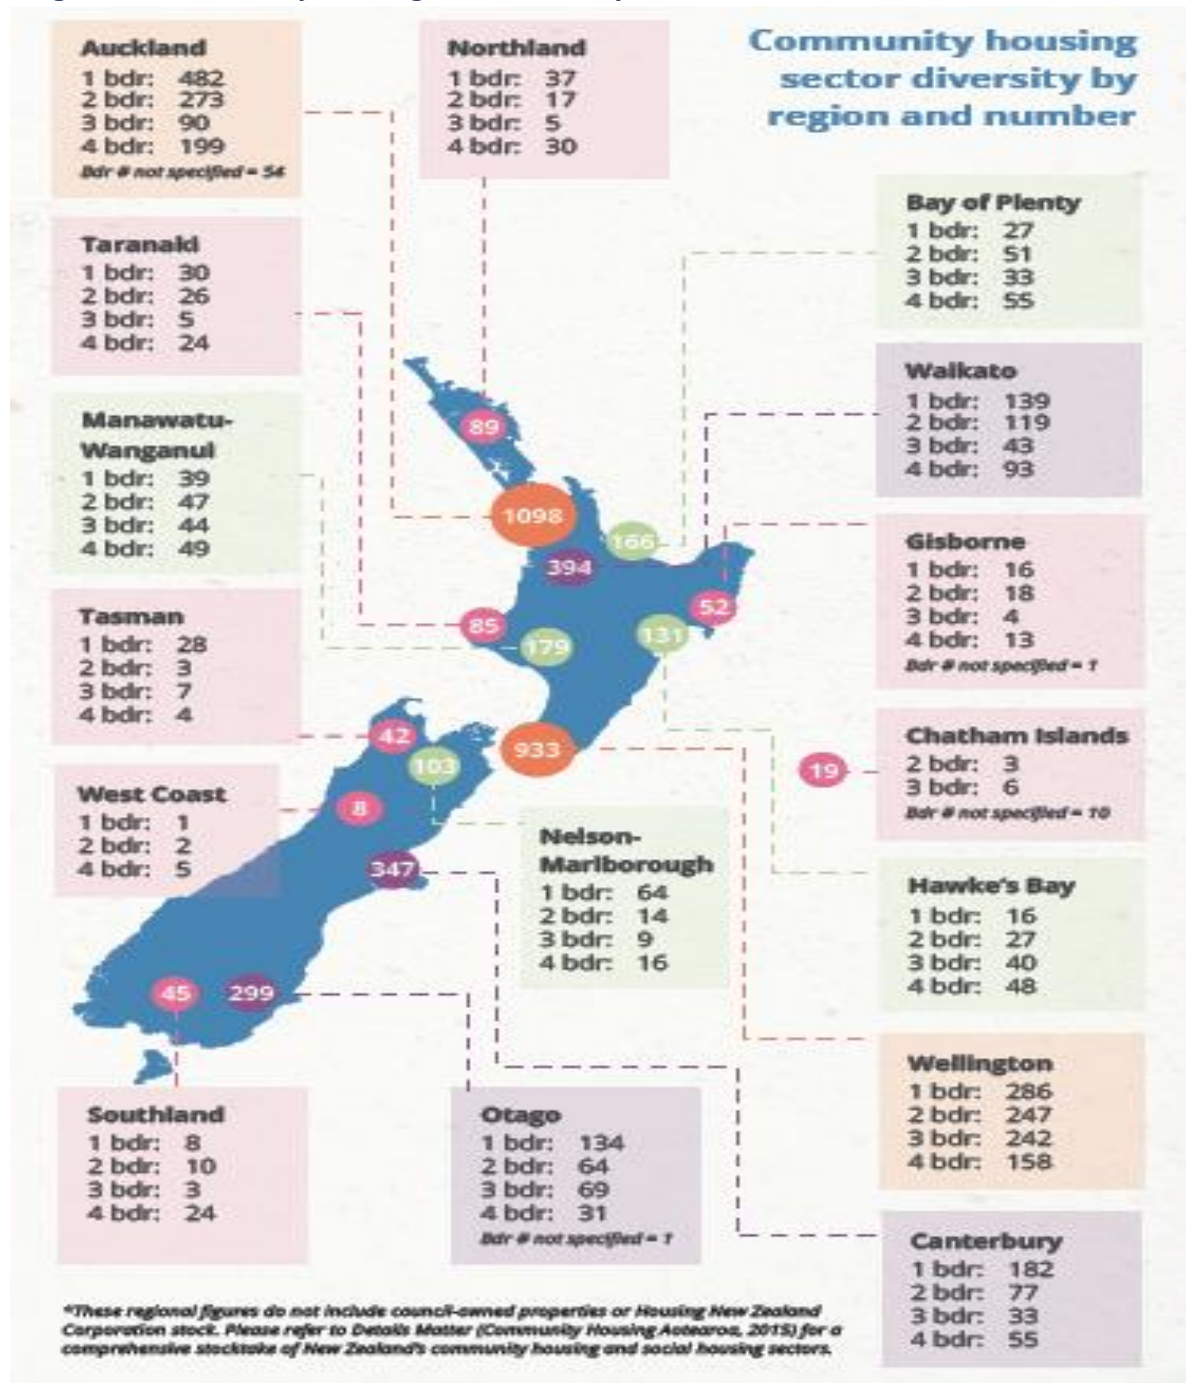 Community housing
sector diversity by
region and number
Auckland
1 bdr: 482
2 bdr: 273
3 bdr: 90
4 bdr: 199
Bdr # not specified = 54
Northland
1 bdr: 37
2 bdr: 17
3 bdr: 5
4 bdr: 30
Taranaki
1 bdr: 30
2 bdr: 26
3 bdr: 5
4 bdr: 24
Manawatu-
Wanganui
1 bdr: 39
2 bdr: 47
3 bdr: 44
4 bdr: 49
Tasman
1 bdr: 28
2 bdr: 3
3 bdr: 7
4 bdr: 4
West Coast
1 bdr: 1
2 bdr: 2
4 bdr: 5
Southland
1 bdr: 8
2 bdr: 10
3 bdr: 3
4 bdr: 24
Otago
1 bdr: 134
2 bdr: 64
3 bdr: 69
4 bdr: 31
Bdr # not specified = 1
Nelson-
Marlborough
1 bdr: 64
2 bdr: 14
3 bdr: 9
4 bdr: 16
Bay of Plenty
1 bdr: 27
2 bdr: 51
3 bdr: 33
4 bdr: 55
Waikato
1 bdr: 139
2 bdr: 119
3 bdr: 43
4 bdr: 93
Gisborne
1 bdr: 16
2 bdr: 18
3 bdr: 4
4 bdr: 13
Bdr # not specified = 1
Chatham Islands
2 bdr: 3
3 bdr: 6
Bdr # not specified = 10
Hawke's Bay
1 bdr: 16
2 bdr: 27
3 bdr: 40
4 bdr: 48
Wellington
1 bdr: 286
2 bdr: 247
3 bdr: 242
4 bdr: 158
Canterbury
1 bdr: 182
2 bdr: 77
3 bdr: 33
4 bdr: 55
89
1098
166
394
52
85
131
179
42
933
103
19
8
347
45
299
*These regional figures do not include council-owned properties or Housing New Zealand
Corporation stock. Please refer to Details Matter (Community Housing Aotearoa, 2015) for a
comprehensive stocktake of New Zealand's community housing and social housing sectors.